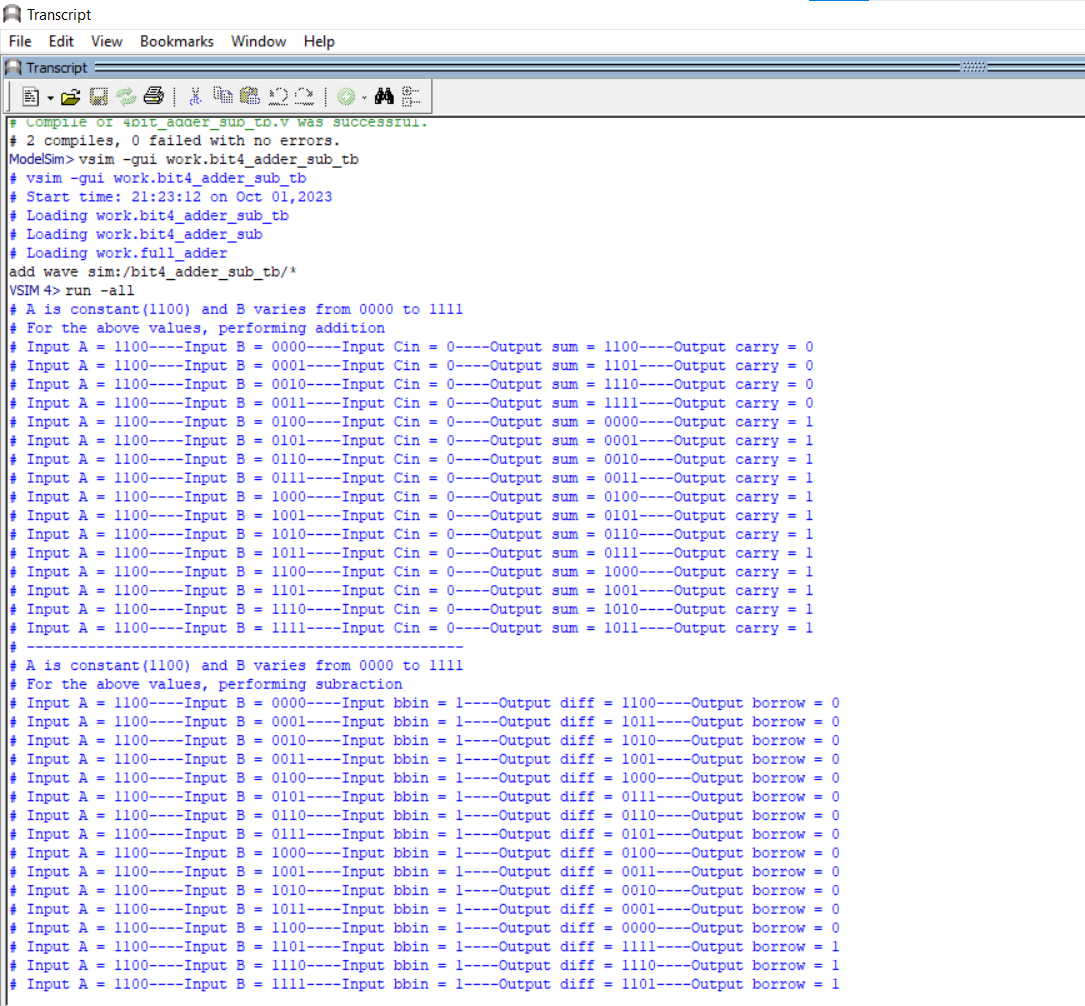 Transcript
File Edit View Bookmarks Window Help
Transcript
# Compile of 4bit_adder_sub_tb.v was successful.
# 2 compiles, 0 failed with no errors.
ModelSim> vsim -gui work.bit4_adder_sub_tb
# vsim -gui work.bit4_adder_sub_tb
# Start time: 21:23:12 on Oct 01,2023
# Loading work.bit4_adder_sub_tb
# Loading work.bit4_adder_sub
# Loading work.full_adder
add wave sim:/bit4_adder_sub_tb/*
VSIM 4> run -all
# A is constant(1100) and B varies from 0000 to 1111
# For the above values, performing addition
# Input A = 1100----Input B = 0000----Input Cin = 0----Output sum = 1100----Output carry = 0
# Input A = 1100----Input B = 0001----Input Cin = 0----Output sum = 1101----Output carry = 0
# Input A = 1100----Input B = 0010----Input Cin = 0----Output sum = 1110----Output carry = 0
# Input A = 1100----Input B = 0011----Input Cin = 0----Output sum = 1111----Output carry = 0
# Input A = 1100----Input B = 0100----Input Cin = 0----Output sum = 0000----Output carry = 1
# Input A = 1100----Input B = 0101----Input Cin = 0----Output sum = 0001----Output carry = 1
# Input A = 1100----Input B = 0110----Input Cin = 0----Output sum = 0010----Output carry = 1
# Input A = 1100----Input B = 0111----Input Cin = 0----Output sum = 0011----Output carry = 1
# Input A = 1100----Input B = 1000----Input Cin = 0----Output sum = 0100----Output carry = 1
# Input A = 1100----Input B = 1001----Input Cin = 0----Output sum = 0101----Output carry = 1
# Input A = 1100----Input B = 1010----Input Cin = 0----Output sum = 0110----Output carry = 1
# Input A = 1100----Input B = 1011----Input Cin = 0----Output sum = 0111----Output carry = 1
# Input A = 1100----Input B = 1100----Input Cin = 0----Output sum = 1000----Output carry = 1
# Input A = 1100----Input B = 1101----Input Cin = 0----Output sum = 1001----Output carry = 1
# Input A = 1100----Input B = 1110----Input Cin = 0----Output sum = 1010----Output carry = 1
# Input A = 1100----Input B = 1111----Input Cin = 0----Output sum = 1011----Output carry = 1
# --------------------------------------------------
# A is constant(1100) and B varies from 0000 to 1111
# For the above values, performing subraction
# Input A = 1100----Input B = 0000----Input bbin = 1----Output diff = 1100----Output borrow = 0
# Input A = 1100----Input B = 0001----Input bbin = 1----Output diff = 1011----Output borrow = 0
# Input A = 1100----Input B = 0010----Input bbin = 1----Output diff = 1010----Output borrow = 0
# Input A = 1100----Input B = 0011----Input bbin = 1----Output diff = 1001----Output borrow = 0
# Input A = 1100----Input B = 0100----Input bbin = 1----Output diff = 1000----Output borrow = 0
# Input A = 1100----Input B = 0101----Input bbin = 1----Output diff = 0111----Output borrow = 0
# Input A = 1100----Input B = 0110----Input bbin = 1----Output diff = 0110----Output borrow = 0
# Input A = 1100----Input B = 0111----Input bbin = 1----Output diff = 0101----Output borrow = 0
# Input A = 1100----Input B = 1000----Input bbin = 1----Output diff = 0100----Output borrow = 0
# Input A = 1100----Input B = 1001----Input bbin = 1----Output diff = 0011----Output borrow = 0
# Input A = 1100----Input B = 1010----Input bbin = 1----Output diff = 0010----Output borrow = 0
# Input A = 1100----Input B = 1011----Input bbin = 1----Output diff = 0001----Output borrow = 0
# Input A = 1100----Input B = 1100----Input bbin = 1----Output diff = 0000----Output borrow = 0
# Input A = 1100----Input B = 1101----Input bbin = 1----Output diff = 1111----Output borrow = 1
# Input A = 1100----Input B = 1110----Input bbin = 1----Output diff = 1110----Output borrow = 1
# Input A = 1100----Input B = 1111----Input bbin = 1----Output diff = 1101----Output borrow = 1